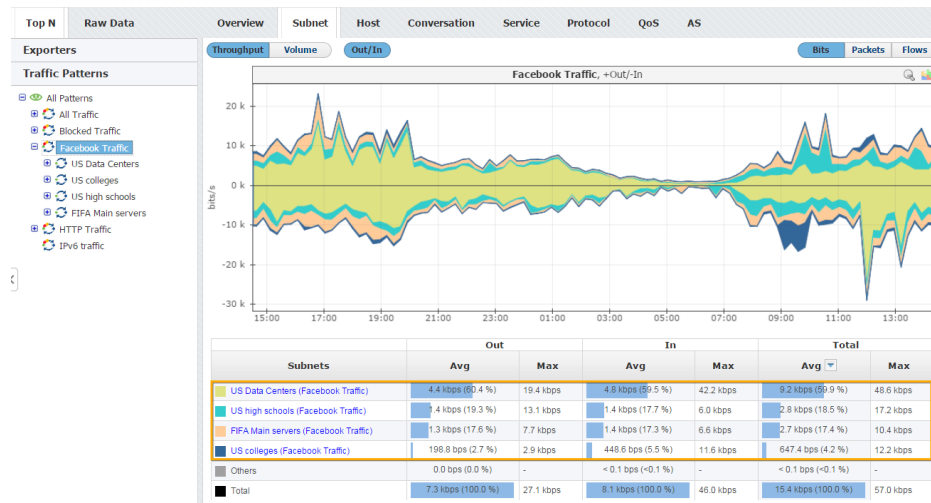 Top N Raw Data Overview Subnet Host Conversation Service Protocol QoS AS
Exporters Throughput Volume Out/In Bits Packets Flows
Traffic Patterns
Facebook Traffic, +Out/-In
All Patterns
All Traffic
Blocked Traffic
Facebook Traffic
US Data Centers
US colleges
US high schools
FIFA Main servers
HTTP Traffic
IPv6 traffic
bits/s
20 k
10 k
0 k
-10 k
-20 k
-30 k
15:00 17:00 19:00 21:00 23:00 01:00 03:00 05:00 07:00 09:00 11:00 13:00
Out In Total
Subnets Avg Max Avg Max Avg Max
US Data Centers (Facebook Traffic) 4.4 kbps (60.4 %) 19.4 kbps 4.8 kbps (59.5 %) 42.2 kbps 9.2 kbps (59.9 %) 48.6 kbps
US high schools (Facebook Traffic) 1.4 kbps (19.3 %) 13.1 kbps 1.4 kbps (17.7 %) 6.0 kbps 2.8 kbps (18.5 %) 17.2 kbps
FIFA Main servers (Facebook Traffic) 1.3 kbps (17.6 %) 7.7 kbps 1.4 kbps (17.3 %) 6.6 kbps 2.7 kbps (17.4 %) 10.4 kbps
US colleges (Facebook Traffic) 198.8 bps (2.7 %) 2.9 kbps 448.6 bps (5.5 %) 11.6 kbps 647.4 bps (4.2 %) 12.2 kbps
Others 0.0 bps (0.0 %) - < 0.1 bps (<0.1 %) - < 0.1 bps (<0.1 %) -
Total 7.3 kbps (100.0 %) 27.1 kbps 8.1 kbps (100.0 %) 46.0 kbps 15.4 kbps (100.0 %) 57.0 kbps